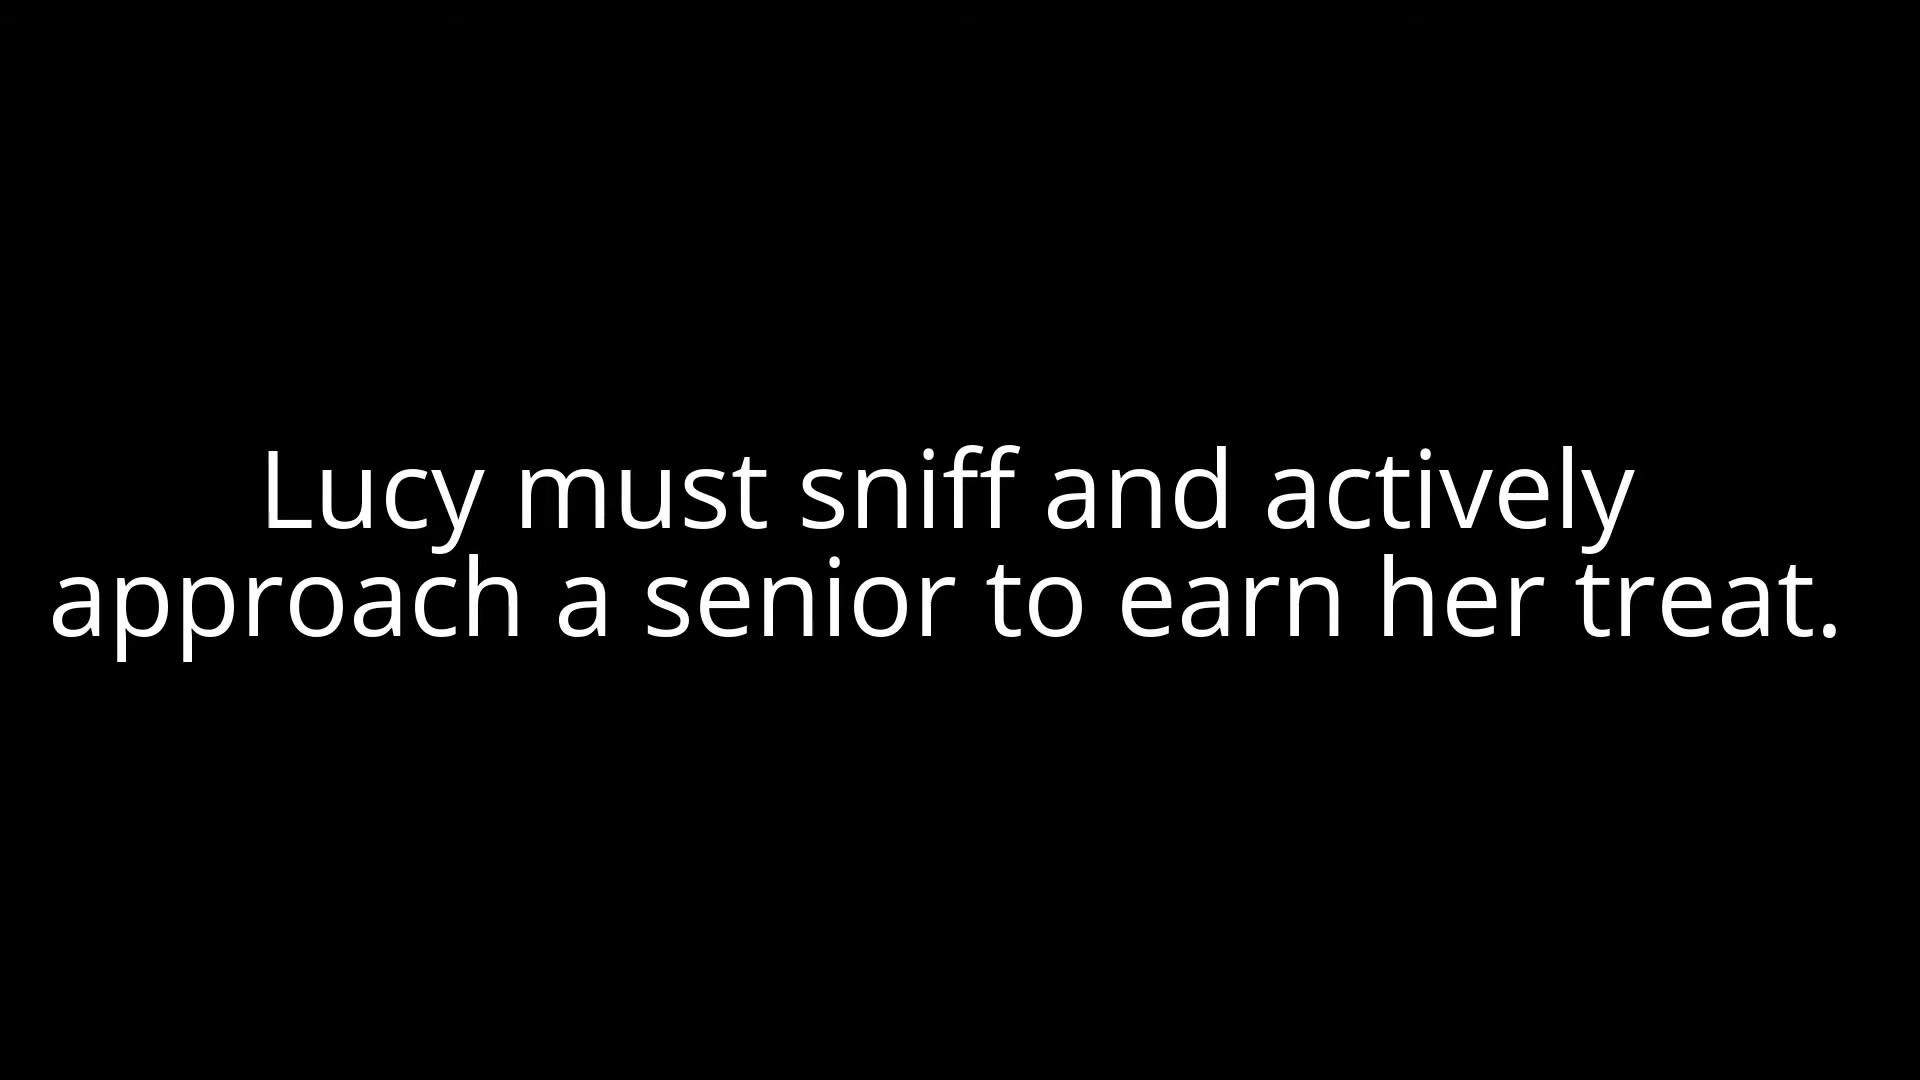 Lucy must sniff and actively
approach a senior to earn her treat.